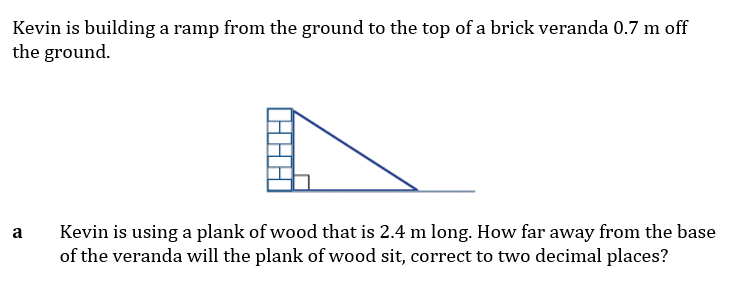 Kevin is building a ramp from the ground to the top of a brick veranda 0.7 m off
the ground.
a Kevin is using a plank of wood that is 2.4 m long. How far away from the base
of the veranda will the plank of wood sit, correct to two decimal places?